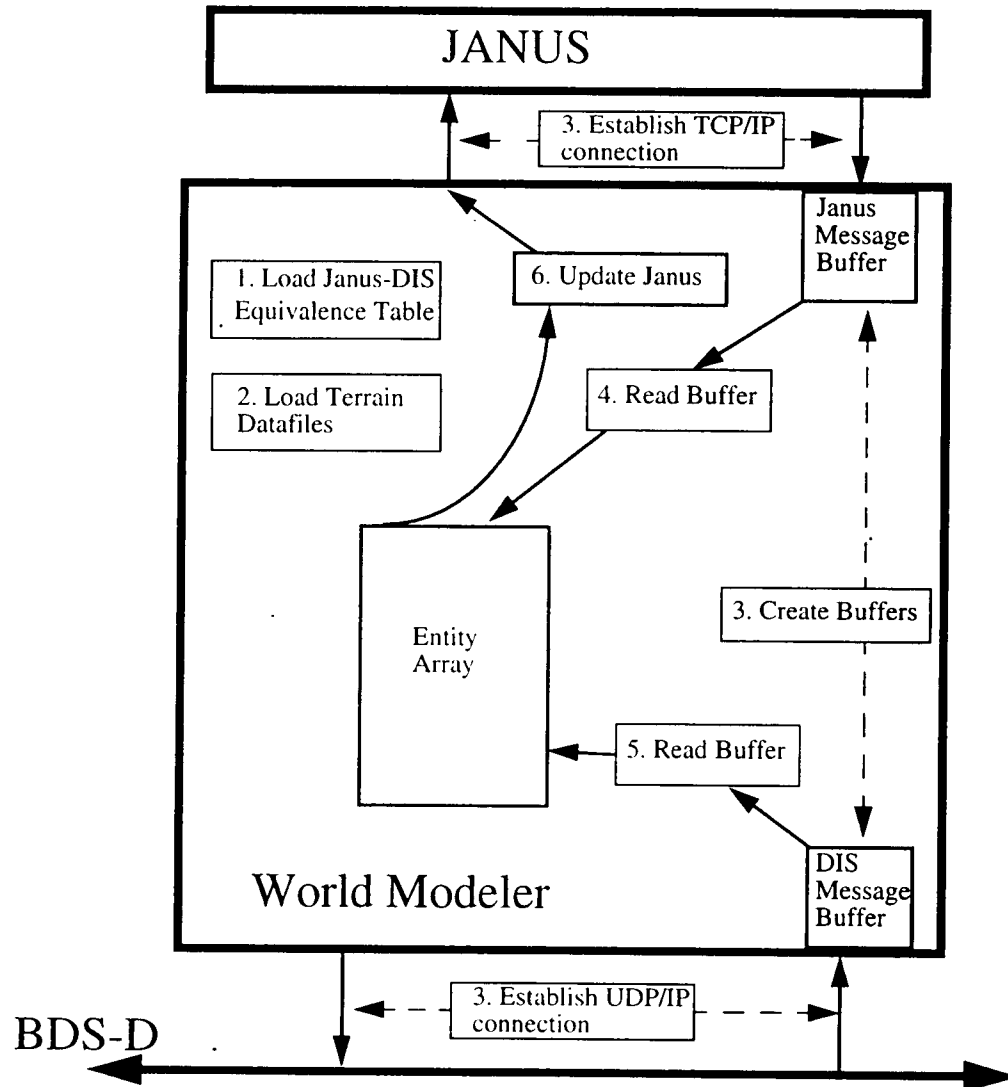 JANUS
3. Establish TCP/IP
connection
Janus
Message
Buffer
1. Load Janus-DIS
Equivalence Table
6. Update Janus
2. Load Terrain
Datafiles
4. Read Buffer
3. Create Buffers
Entity
Array
5. Read Buffer
DIS
Message
Buffer
World Modeler
3. Establish UDP/IP
connection
BDS-D